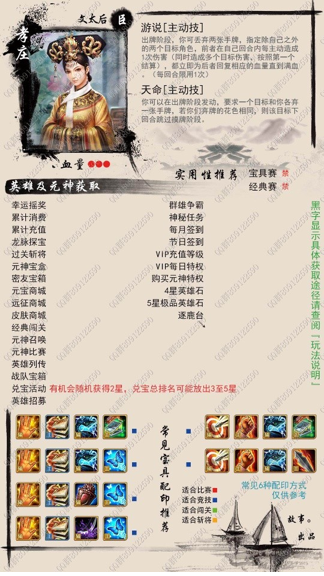 文太后
臣
孝庄
血量
游说[主动技]
出牌阶段，你可丢弃两张手牌，指定除自己之外
的两个目标角色，前者在自己回合内每主动造成
1次伤害（同时造成多个目标伤害、按照第一个
结算），都立即为后者回复相应的血量直到满血
。（每回合限用1次）
天命[主动技]
你可以在出牌阶段发动，要求一个目标和你各弃
一张手牌，若你们弃牌的花色相同，则该目标下
回合跳过摸牌阶段。
实用性推荐
宝具赛 禁
经典赛 禁
英雄及元神获取
幸运摇奖
累计消费
累计充值
龙脉探宝
过关斩将
元神宝盒
密友宝箱
元宝商城
远征商城
皮肤商城
经典闯关
元神召唤
元神比赛
英雄列传
战队宝箱
兑宝活动 有机会随机获得2星，兑宝总排名可能放出3至5星
英雄招募
群雄争霸
神秘任务
每月签到
节日签到
VIP充值等级
VIP每日特权
购买元神特权
4星英雄石
5星极品英雄石
逐鹿台
黑字显示具体获取途径请查阅『玩法说明』
常见宝具配印推荐
适合比赛
适合竞技
适合闯关
适合斩将
常见6种配印方式
仅供参考
故事。
出品